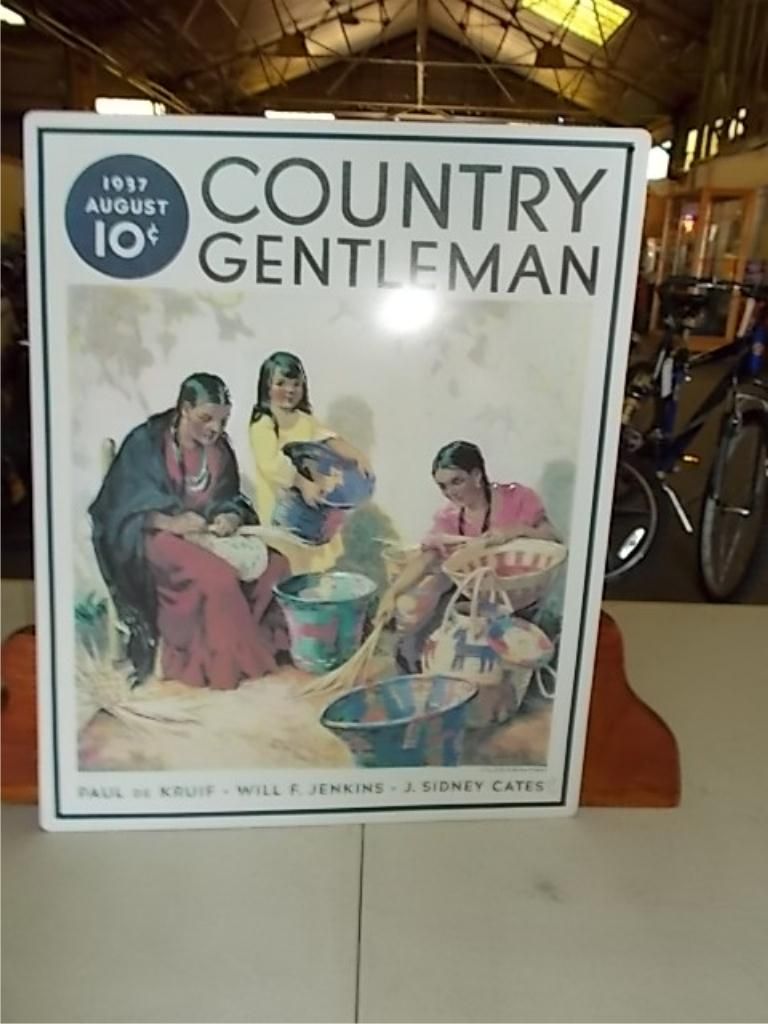 1937
AUGUST
10¢
COUNTRY
GENTLEMAN
PAUL DE KRUIF - WILL F. JENKINS - J. SIDNEY CATES